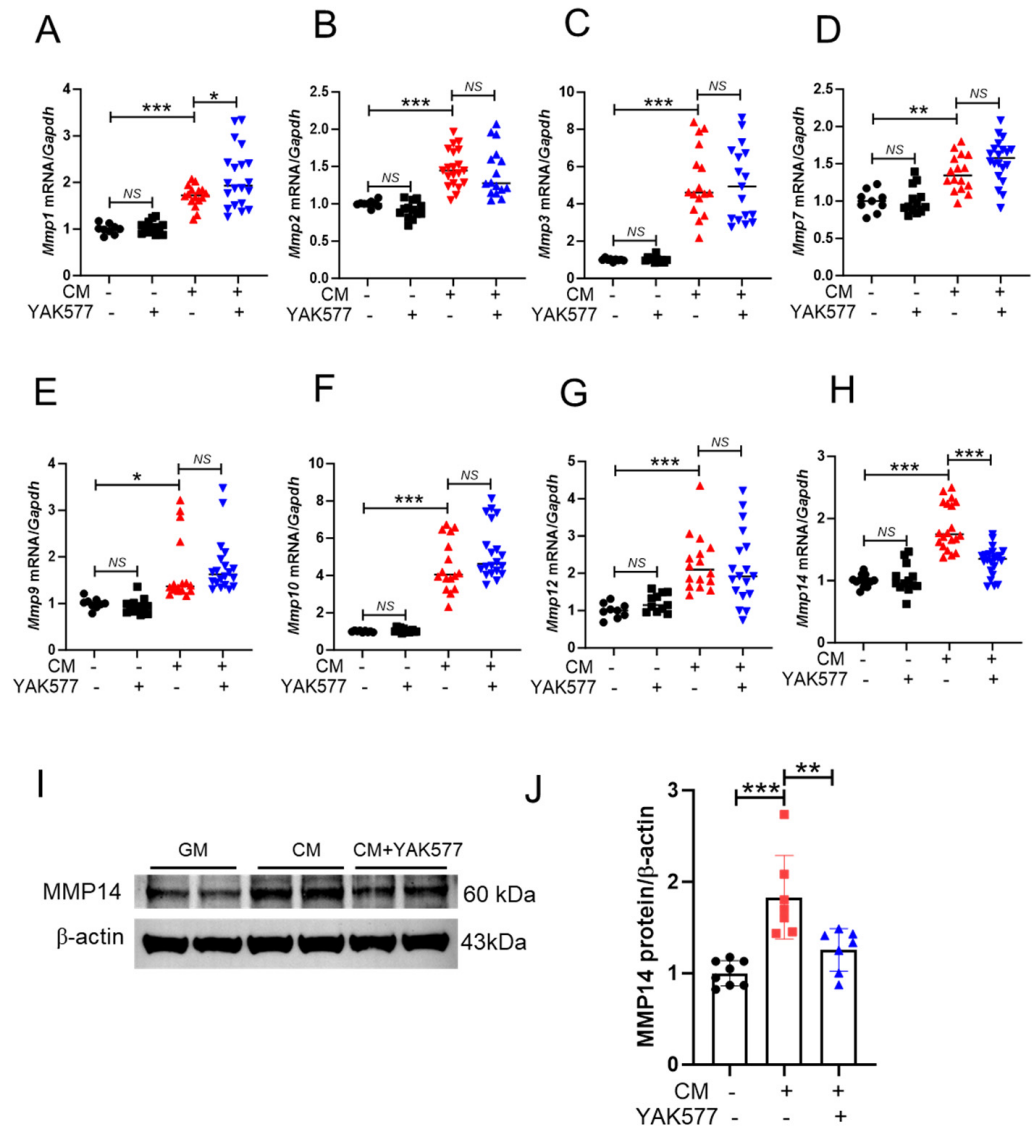 A
Mmp1 mRNA/Gapdh
4
3
2
1
0
***
*
NS
CM - - + +
YAK577 - + - +
B
Mmp2 mRNA/Gapdh
2.5
2.0
1.5
1.0
0.5
0.0
***
NS
NS
CM - - + +
YAK577 - + - +
C
Mmp3 mRNA/Gapdh
10
8
6
4
2
0
***
NS
NS
CM - - + +
YAK577 - + - +
D
Mmp7 mRNA/Gapdh
2.5
2.0
1.5
1.0
0.5
0.0
**
NS
NS
CM - - + +
YAK577 - + - +
E
Mmp9 mRNA/Gapdh
4
3
2
1
0
*
NS
NS
CM - - + +
YAK577 - + - +
F
Mmp10 mRNA/Gapdh
10
8
6
4
2
0
***
NS
NS
CM - - + +
YAK577 - + - +
G
Mmp12 mRNA/Gapdh
5
4
3
2
1
0
***
NS
NS
CM - - + +
YAK577 - + - +
H
Mmp14 mRNA/Gapdh
3
2
1
0
***
***
NS
CM - - + +
YAK577 - + - +
I
GM CM CM+YAK577
MMP14 60 kDa
β-actin 43kDa
J
MMP14 protein/β-actin
3
2
1
0
***
**
CM - + +
YAK577 - - +